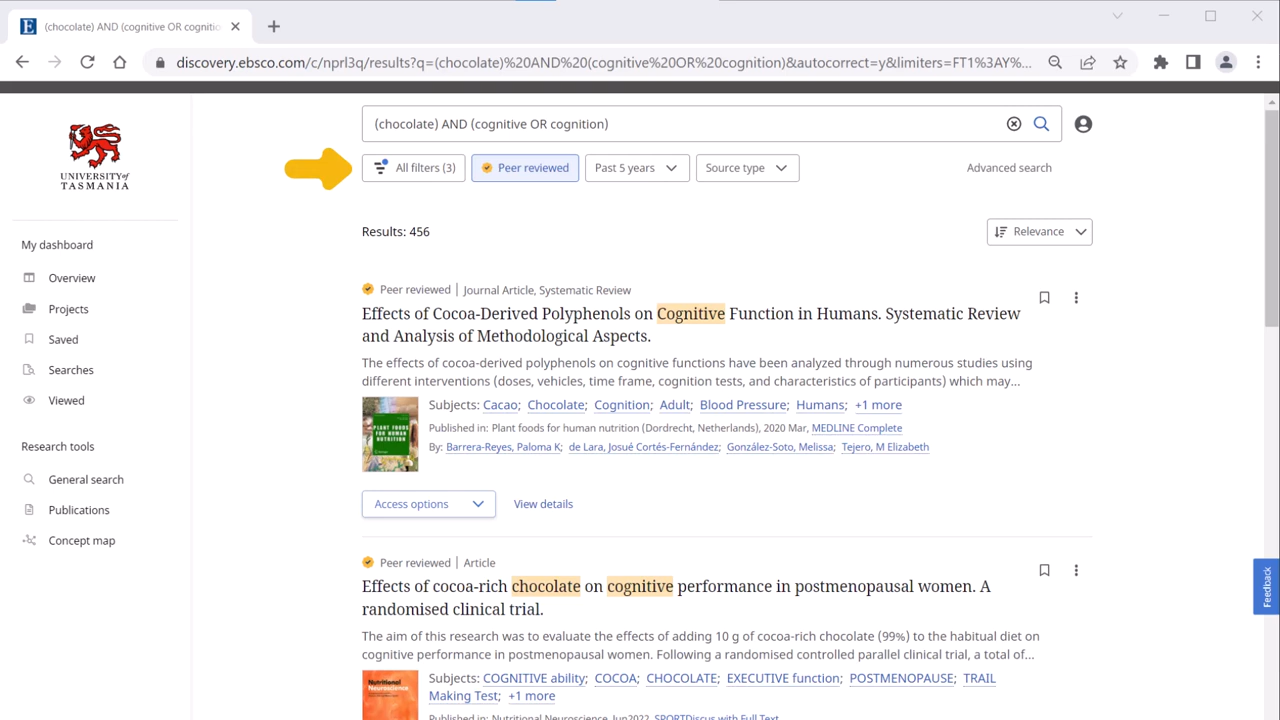 (chocolate) AND (cognitive OR cognitio
discovery.ebsco.com/c/nprl3q/results?q=(chocolate)%20AND%20(cognitive%20OR%20cognition)&autocorrect=y&limiters=FT1%3AY%...
(chocolate) AND (cognitive OR cognition)
All filters (3)
Peer reviewed
Past 5 years
Source type
Advanced search
UNIVERSITY of
TASMANIA
My dashboard
Overview
Projects
Saved
Searches
Viewed
Research tools
General search
Publications
Concept map
Results: 456
Relevance
Peer reviewed | Journal Article, Systematic Review
Effects of Cocoa-Derived Polyphenols on Cognitive Function in Humans. Systematic Review
and Analysis of Methodological Aspects.
The effects of cocoa-derived polyphenols on cognitive functions have been analyzed through numerous studies using
different interventions (doses, vehicles, time frame, cognition tests, and characteristics of participants) which may...
PLANT FOODS
FOR HUMAN
NUTRITION
Subjects: Cacao; Chocolate; Cognition; Adult; Blood Pressure; Humans; +1 more
Published in: Plant foods for human nutrition (Dordrecht, Netherlands), 2020 Mar, MEDLINE Complete
By: Barrera-Reyes, Paloma K; de Lara, Josué Cortés-Fernández; González-Soto, Melissa; Tejero, M Elizabeth
Access options
View details
Peer reviewed | Article
Effects of cocoa-rich chocolate on cognitive performance in postmenopausal women. A
randomised clinical trial.
The aim of this research was to evaluate the effects of adding 10 g of cocoa-rich chocolate (99%) to the habitual diet on
cognitive performance in postmenopausal women. Following a randomised controlled parallel clinical trial, a total of...
Nutritional
Neuroscience
Subjects: COGNITIVE ability; COCOA; CHOCOLATE; EXECUTIVE function; POSTMENOPAUSE; TRAIL
Making Test; +1 more
Published in: Nutritional Neuroscience, Jun2022, SPORTDiscus with Full Text
Feedback